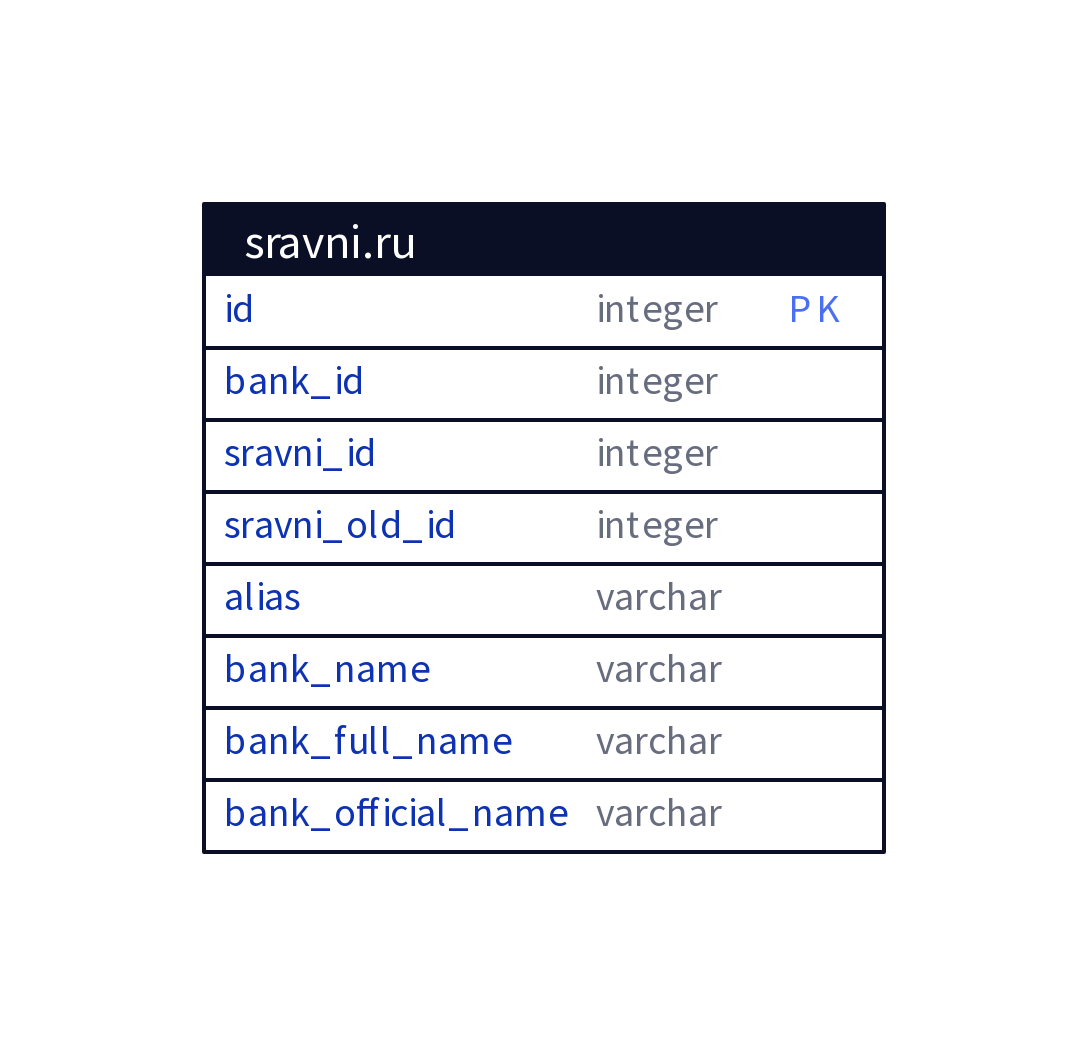 sravni.ru
id integer PK
bank_id integer
sravni_id integer
sravni_old_id integer
alias varchar
bank_name varchar
bank_full_name varchar
bank_official_name varchar